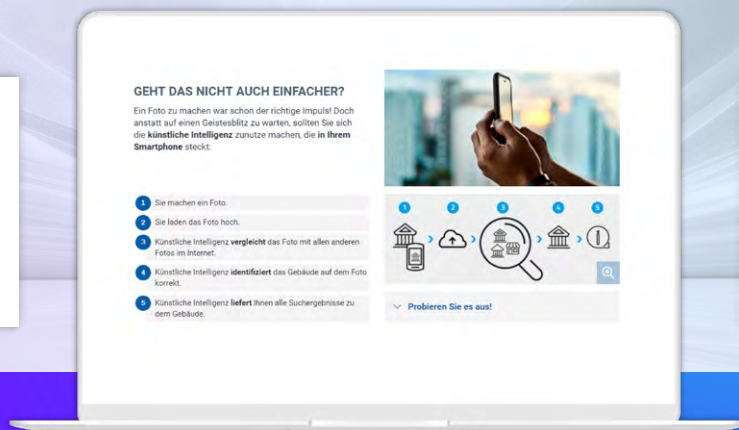 GEHT DAS NICHT AUCH EINFACHER?
Ein Foto zu machen war schon der richtige Impuls! Doch
anstatt auf einen Geistesblitz zu warten, sollten Sie sich
die künstliche Intelligenz zunutze machen, die in Ihrem
Smartphone steckt:
1 Sie machen ein Foto.
2 Sie laden das Foto hoch.
3 Künstliche Intelligenz vergleicht das Foto mit allen anderen
Fotos im Internet.
4 Künstliche Intelligenz identifiziert das Gebäude auf dem Foto
korrekt.
5 Künstliche Intelligenz liefert Ihnen alle Suchergebnisse zu
dem Gebäude.
1 2 3 4 5
Probieren Sie es aus!